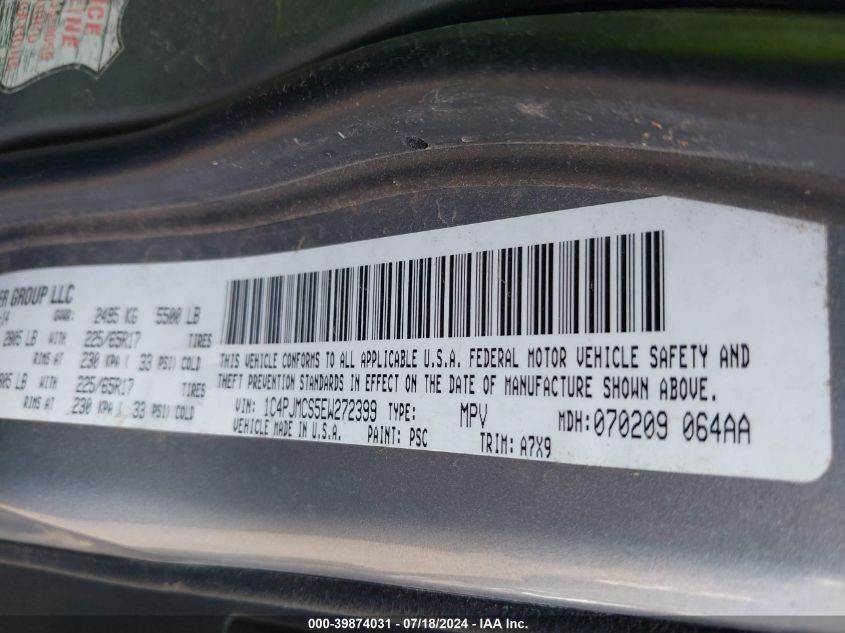 ER GROUP LLC
-14 GVWR: 2495 KG 5500 LB
2805 LB WITH 225/65R17 TIRES
RIMS AT 230 KPA ( 33 PSI) COLD
805 LB WITH 225/65R17 TIRES
RIMS AT 230 KPA ( 33 PSI) COLD
THIS VEHICLE CONFORMS TO ALL APPLICABLE U.S.A. FEDERAL MOTOR VEHICLE SAFETY AND
THEFT PREVENTION STANDARDS IN EFFECT ON THE DATE OF MANUFACTURE SHOWN ABOVE.
VIN: 1C4PJMCS5EW272399 TYPE: MPV MDH: 070209 064AA
VEHICLE MADE IN U.S.A. PAINT: PSC TRIM: A7X9
000-39874031 - 07/18/2024 - IAA Inc.